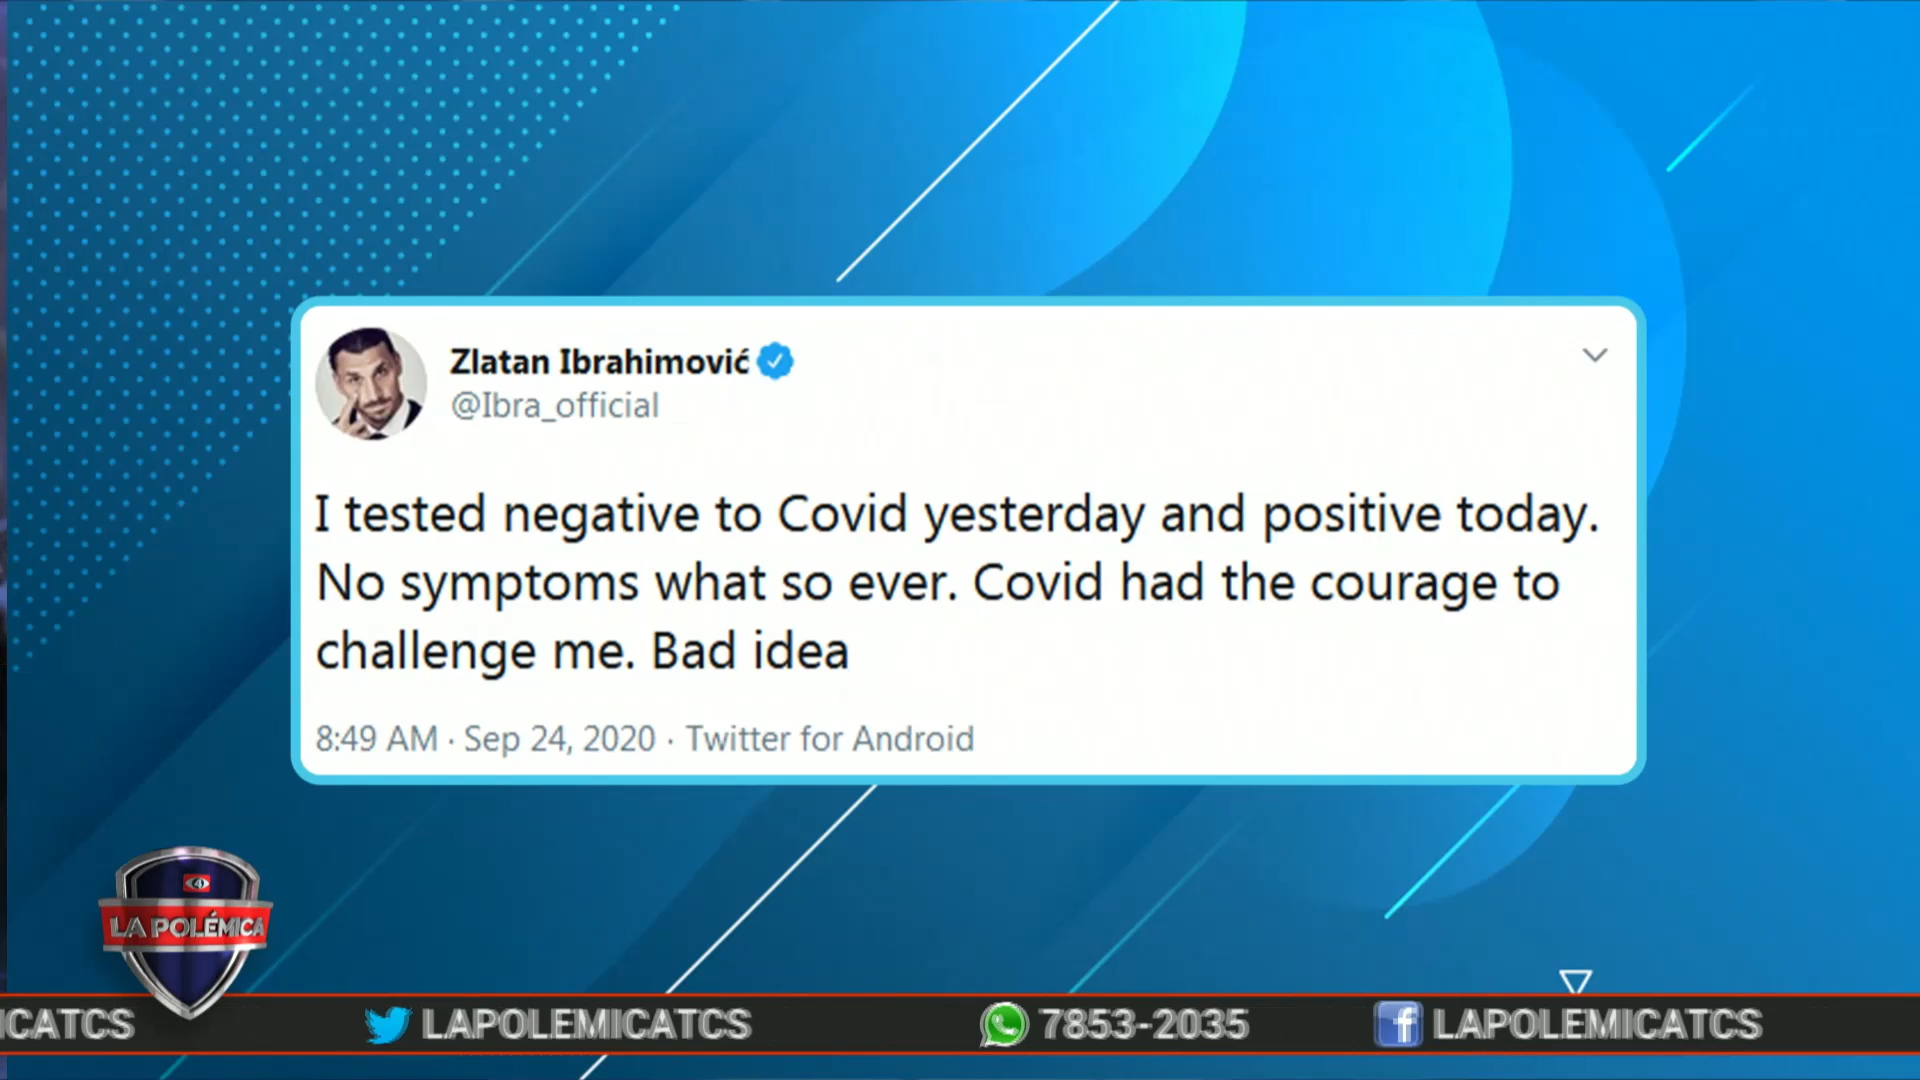 Zlatan Ibrahimović
@Ibra_official
I tested negative to Covid yesterday and positive today.
No symptoms what so ever. Covid had the courage to
challenge me. Bad idea
8:49 AM · Sep 24, 2020 · Twitter for Android
4
LA POLÉMICA
ICATCS LAPOLEMICATCS 7853-2035 LAPOLEMICATCS